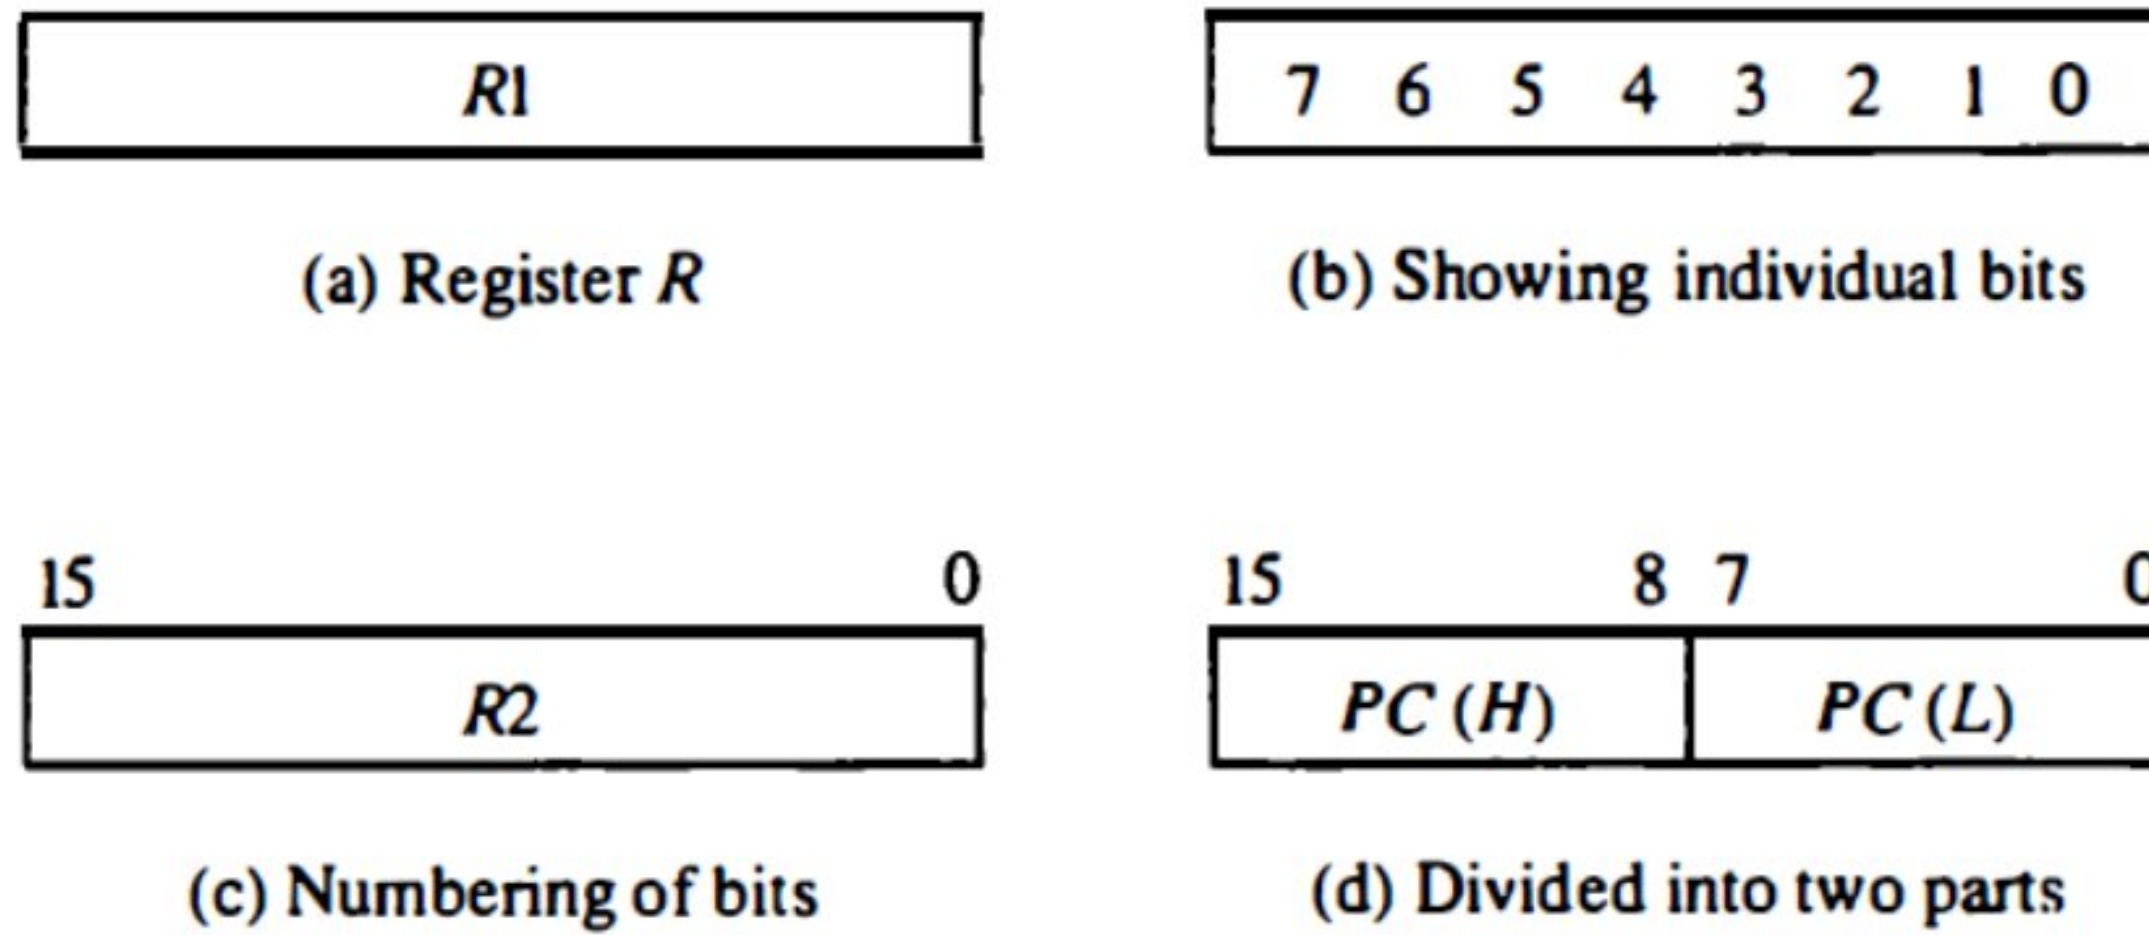 R1
7 6 5 4 3 2 1 0
(a) Register R
(b) Showing individual bits
15 0
R2
(c) Numbering of bits
15 8 7 0
PC (H) PC (L)
(d) Divided into two parts